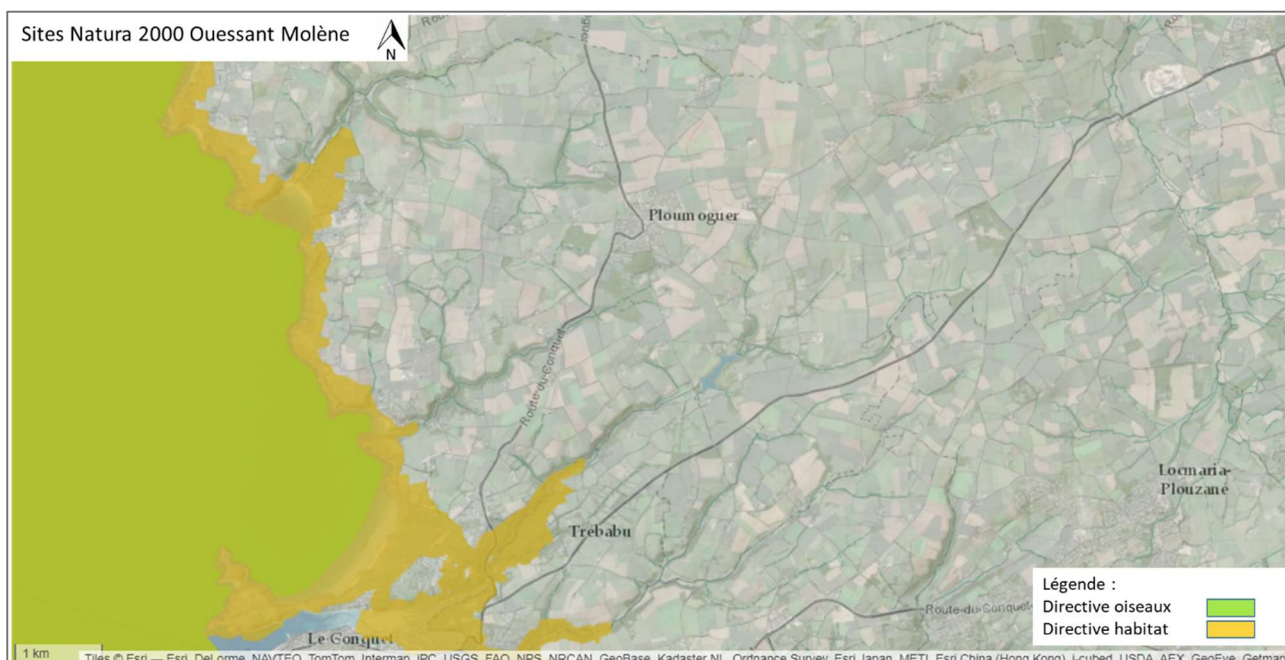 Sites Natura 2000 Ouessant Molène
N
Ploumoguer
Route du Conquet
Locmaria-
Plouzané
Trébabu
Légende :
Directive oiseaux
Directive habitat
Route du Conquet
Le Conquet
1 km
Tiles © Esri — Esri, DeLorme, NAVTEQ, TomTom, Intermap, iPC, USGS, FAO, NPS, NRCAN, GeoBase, Kadaster NL, Ordnance Survey, Esri Japan, METI, Esri China (Hong Kong), i-cubed, USDA, AEX, GeoEye, Getmapping